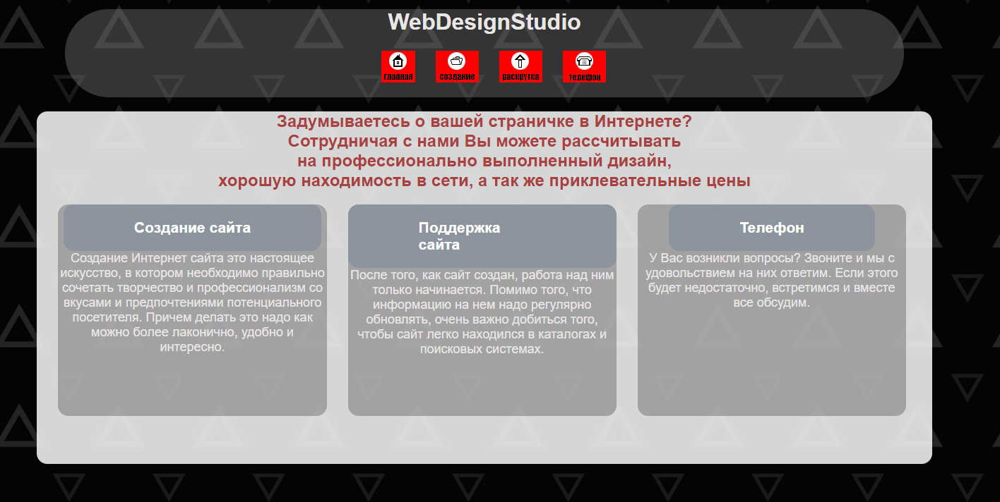 WebDesignStudio
главная создание раскрутка телефон
Задумываетесь о вашей страничке в Интернете?
Сотрудничая с нами Вы можете рассчитывать
на профессионально выполненный дизайн,
хорошую находимость в сети, а так же приклевательные цены
Создание сайта
Создание Интернет сайта это настоящее
искусство, в котором необходимо правильно
сочетать творчество и профессионализм со
вкусами и предпочтениями потенциального
посетителя. Причем делать это надо как
можно более лаконично, удобно и
интересно.
Поддержка
сайта
После того, как сайт создан, работа над ним
только начинается. Помимо того, что
информацию на нем надо регулярно
обновлять, очень важно добиться того,
чтобы сайт легко находился в каталогах и
поисковых системах.
Телефон
У Вас возникли вопросы? Звоните и мы с
удовольствием на них ответим. Если этого
будет недостаточно, встретимся и вместе
все обсудим.